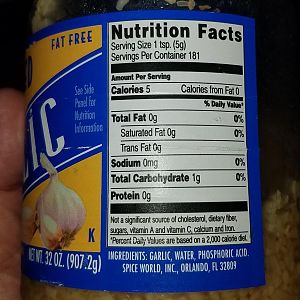 FAT FREE
See Side
Panel for
Nutrition
Information
K
NET WT. 32 OZ. (907.2g)
Nutrition Facts
Serving Size 1 tsp. (5g)
Servings Per Container 181
Amount Per Serving
Calories 5 Calories from Fat 0
% Daily Value*
Total Fat 0g 0%
Saturated Fat 0g 0%
Trans Fat 0g
Sodium 0mg 0%
Total Carbohydrate 1g 0%
Protein 0g
Not a significant source of cholesterol, dietary fiber,
sugars, vitamin A and vitamin C, calcium and Iron.
*Percent Daily Values are based on a 2,000 calorie diet.
INGREDIENTS: GARLIC, WATER, PHOSPHORIC ACID.
SPICE WORLD, INC., ORLANDO, FL 32809